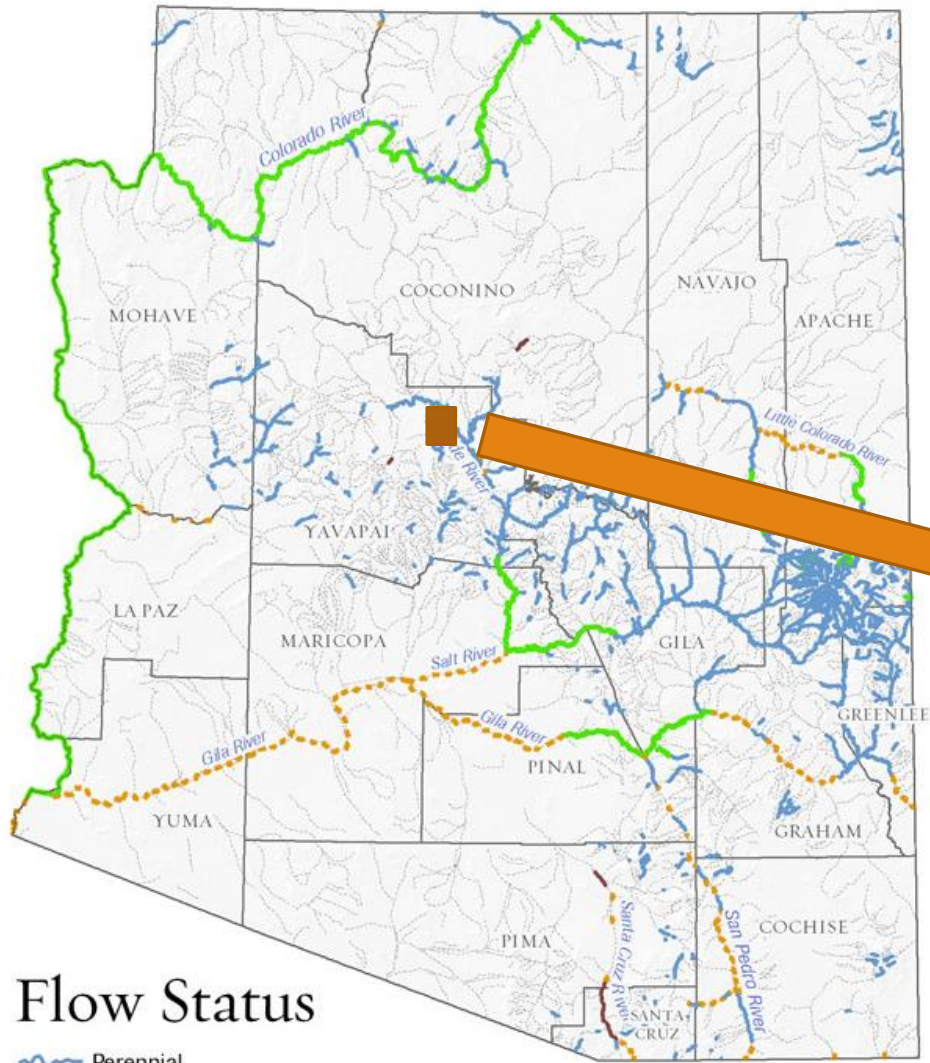 Colorado River
COCONINO
NAVAJO
MOHAVE
APACHE
Little Colorado River
River
YAVAPAI
LA PAZ
MARICOPA
GILA
Salt River
GREENLEE
Gila River
Gila River
PINAL
YUMA
GRAHAM
Santa Cruz River
San Pedro River
COCHISE
PIMA
SANTA
CRUZ
Flow Status
Perennial